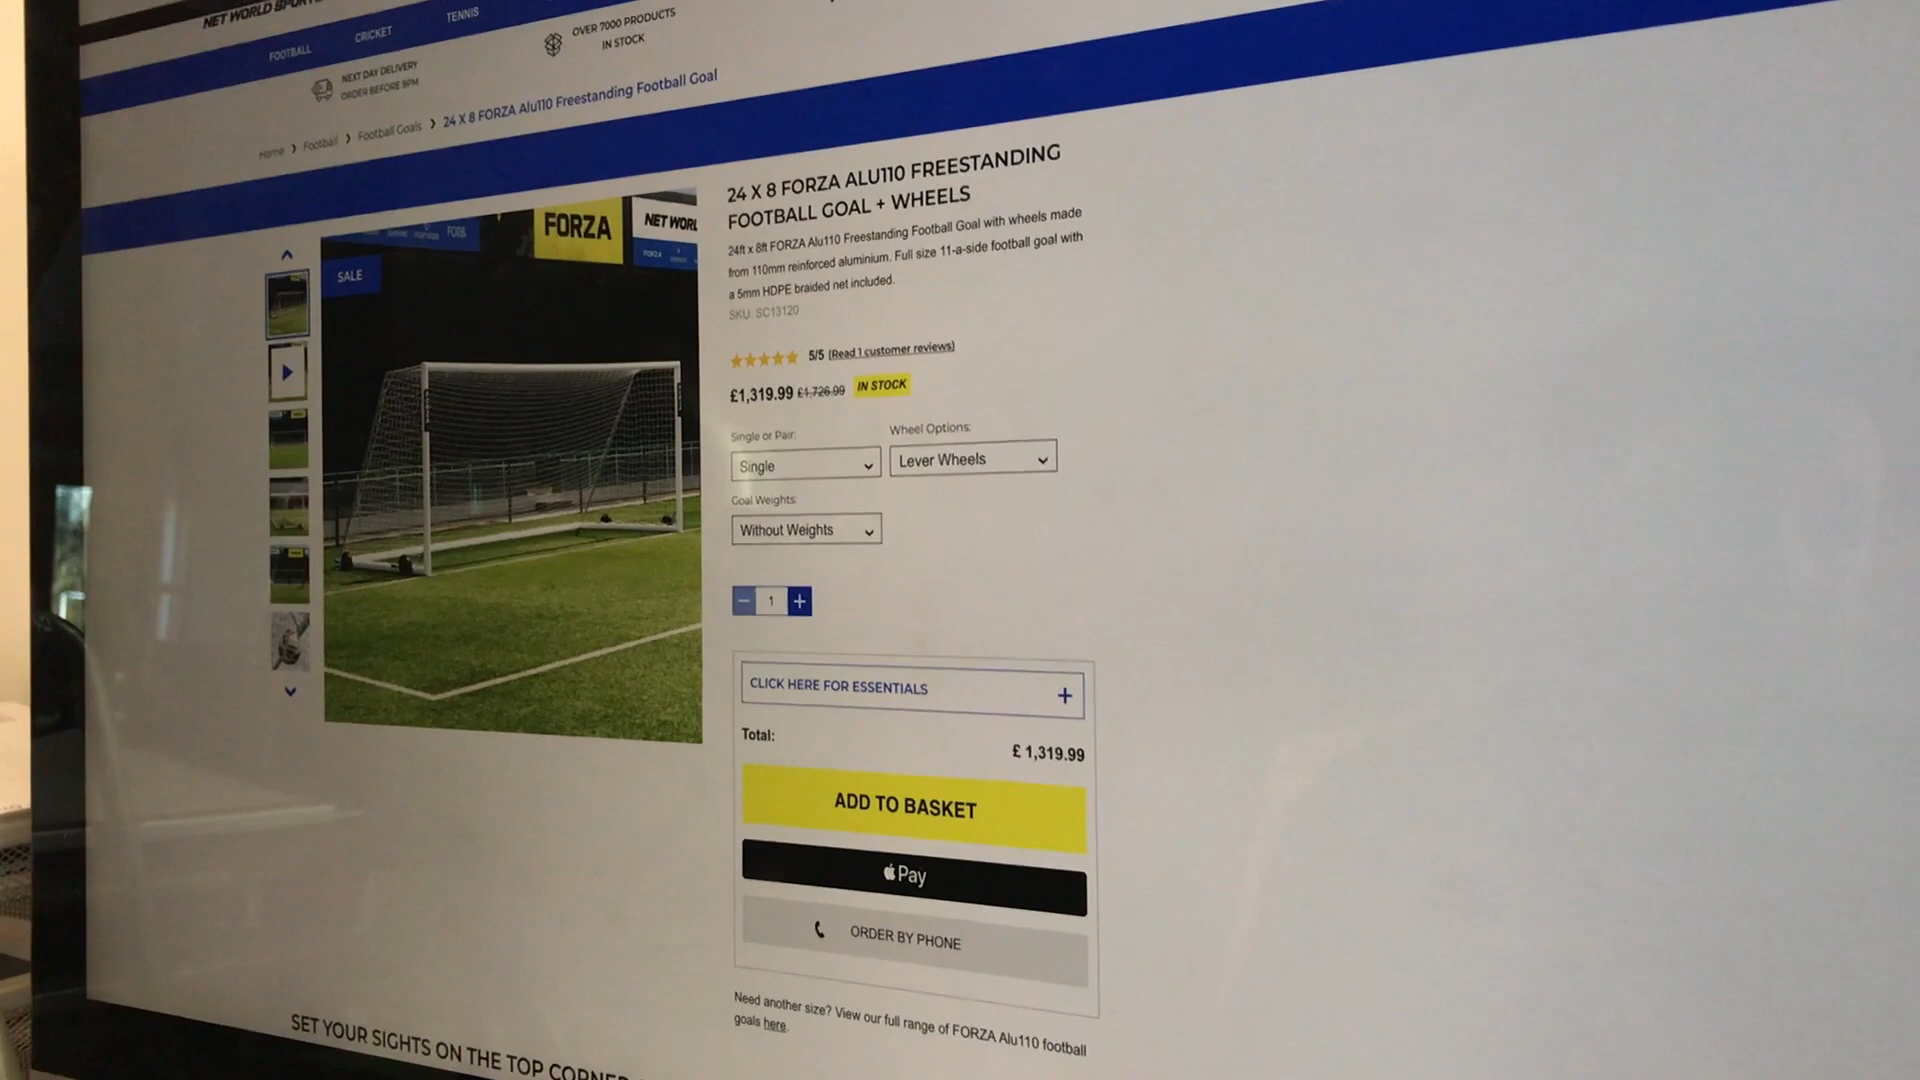 NET WORLD SPORTS
FOOTBALL
CRICKET
TENNIS
NEXT DAY DELIVERY
ORDER BEFORE 9PM
OVER 7000 PRODUCTS
IN STOCK
Home > Football > Football Goals > 24 X 8 FORZA Alu110 Freestanding Football Goal
FORZA
NET WORL
FORZA
SALE
24 X 8 FORZA ALU110 FREESTANDING
FOOTBALL GOAL + WHEELS
24ft x 8ft FORZA Alu110 Freestanding Football Goal with wheels made
from 110mm reinforced aluminium. Full size 11-a-side football goal with
a 5mm HDPE braided net included.
SKU: SC13120
5/5 (Read 1 customer reviews)
£1,319.99 £1,726.99 IN STOCK
Single or Pair:
Wheel Options:
Single
Lever Wheels
Goal Weights:
Without Weights
− 1 +
CLICK HERE FOR ESSENTIALS +
Total:
£ 1,319.99
ADD TO BASKET
Pay
ORDER BY PHONE
Need another size? View our full range of FORZA Alu110 football
goals here.
SET YOUR SIGHTS ON THE TOP CORNER